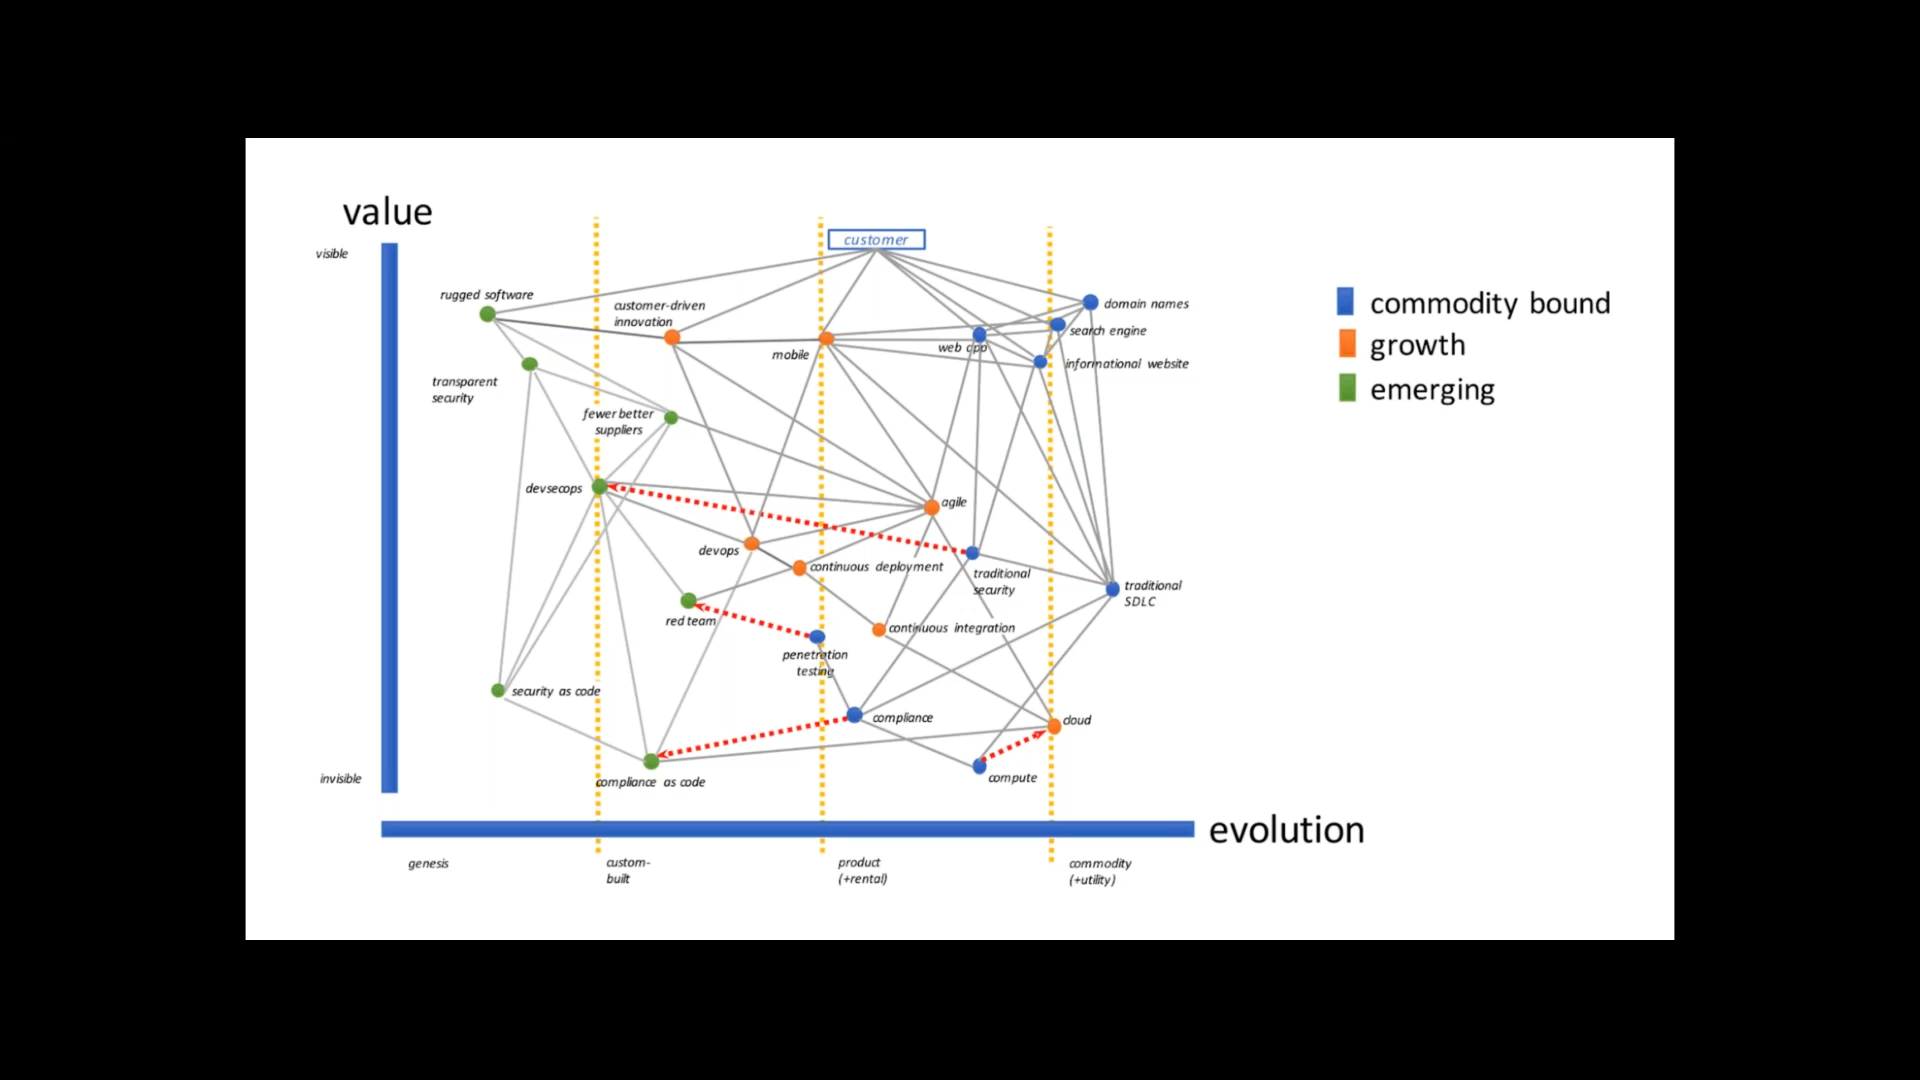 value
visible
customer
rugged software
customer-driven
innovation
domain names
search engine
web app
mobile
informational website
transparent
security
fewer better
suppliers
devsecops
agile
devops
continuous deployment
traditional
security
traditional
SDLC
red team
continuous integration
penetration
testing
security as code
compliance
cloud
invisible
compliance as code
compute
evolution
genesis
custom-
built
product
(+rental)
commodity
(+utility)
commodity bound
growth
emerging